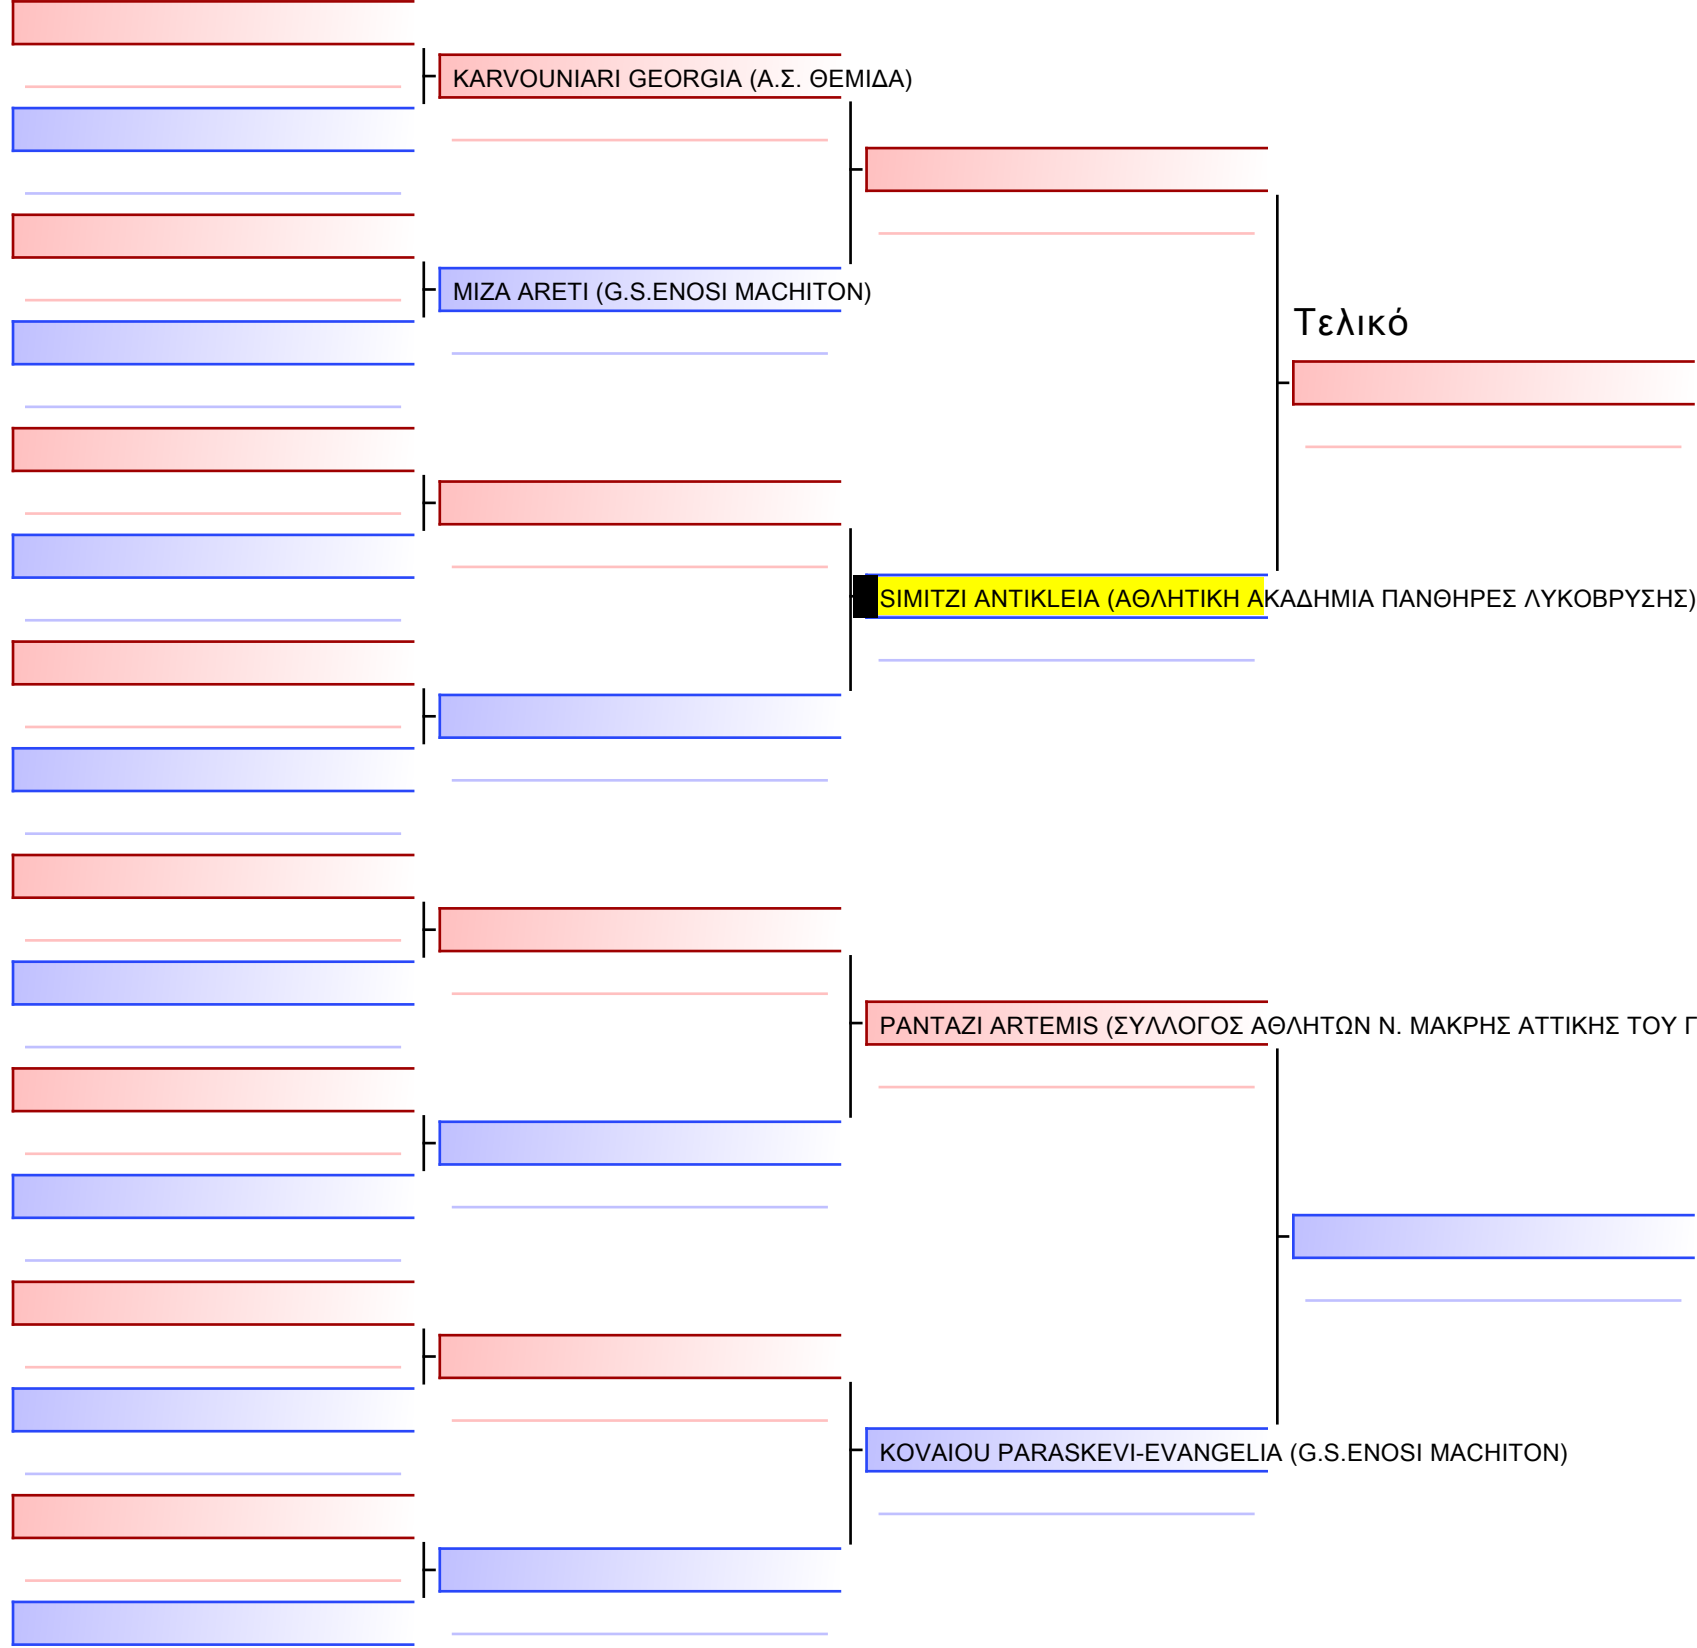 KARVOUNIARI GEORGIA (Α.Σ. ΘΕΜΙΔΑ)
MIZA ARETI (G.S.ENOSI MACHITON)
Τελικό
SIMITZI ANTIKLEIA (ΑΘΛΗΤΙΚΗ ΑΚΑΔΗΜΙΑ ΠΑΝΘΗΡΕΣ ΛΥΚΟΒΡΥΣΗΣ)
PANTAZI ARTEMIS (ΣΥΛΛΟΓΟΣ ΑΘΛΗΤΩΝ Ν. ΜΑΚΡΗΣ ΑΤΤΙΚΗΣ ΤΟΥ Γ
KOVAIOU PARASKEVI-EVANGELIA (G.S.ENOSI MACHITON)